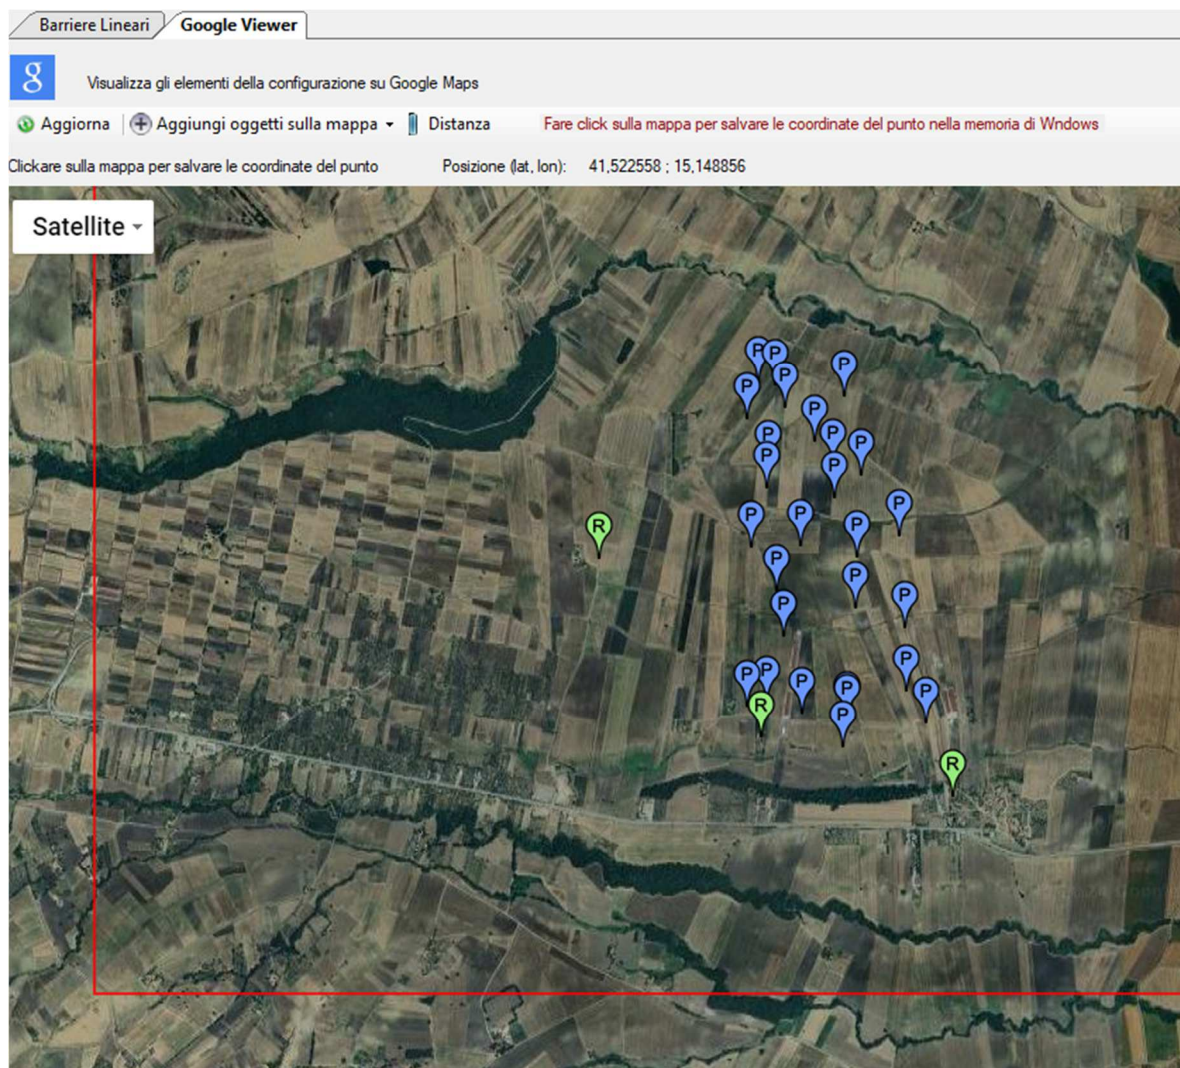 Barriere Lineari Google Viewer
g Visualizza gli elementi della configurazione su Google Maps
Aggiorna Aggiungi oggetti sulla mappa Distanza Fare click sulla mappa per salvare le coordinate del punto nella memoria di Wndows
Clickare sulla mappa per salvare le coordinate del punto Posizione (lat, lon): 41,522558 ; 15,148856
Satellite
P P P
P P
P
P P P
P P
P P P P
R
P
P
P
P
P
P P P P
P
R P
R